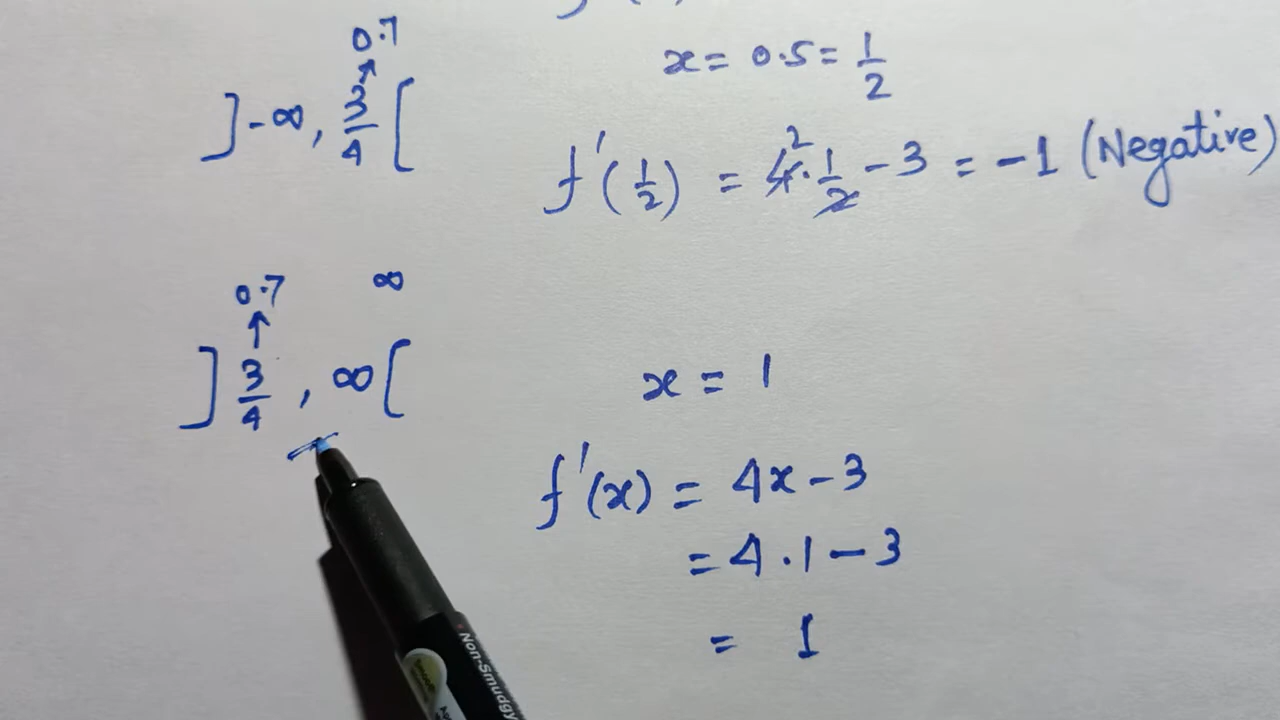 0.7
]-∞, 3/4 [
x = 0.5 = 1/2
f'(1/2) = 4².1/2 - 3 = -1 (Negative)
0.7 ∞
] 3/4 , ∞ [
x = 1
f'(x) = 4x - 3
= 4.1 - 3
= 1
Non-Smudgy